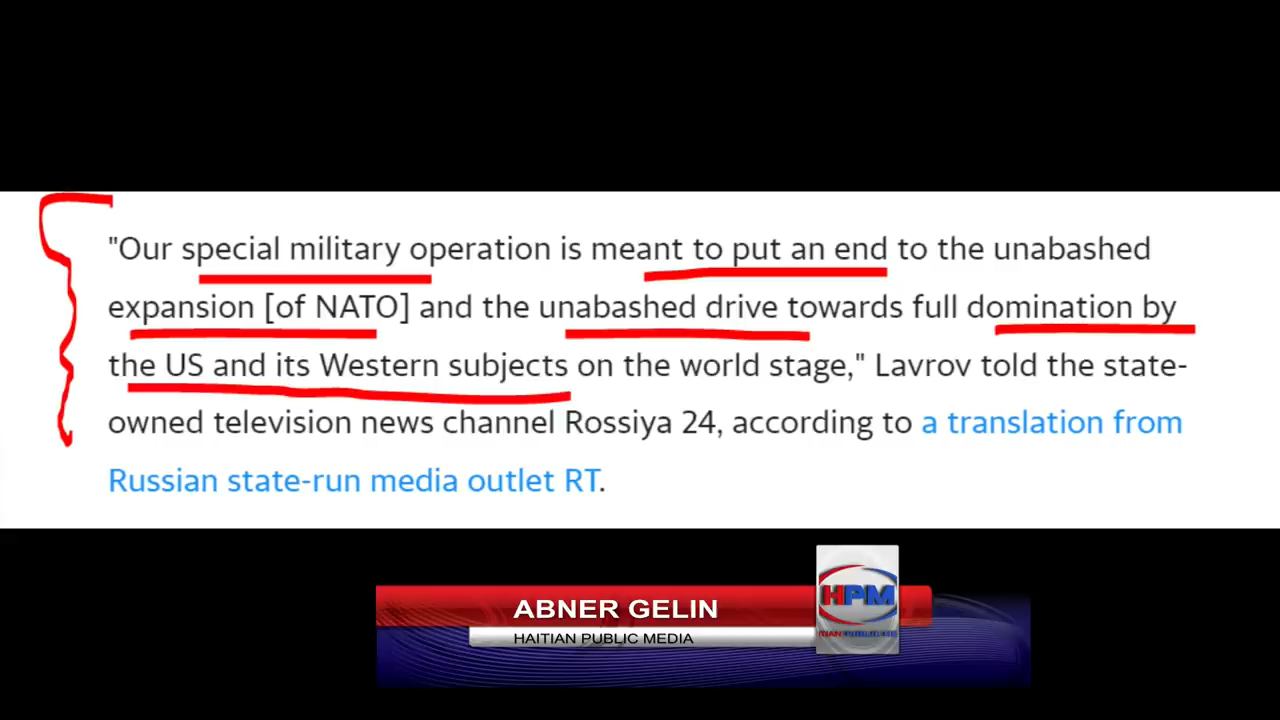 "Our special military operation is meant to put an end to the unabashed
expansion [of NATO] and the unabashed drive towards full domination by
the US and its Western subjects on the world stage," Lavrov told the state-
owned television news channel Rossiya 24, according to a translation from
Russian state-run media outlet RT.
ABNER GELIN
HAITIAN PUBLIC MEDIA
HPM